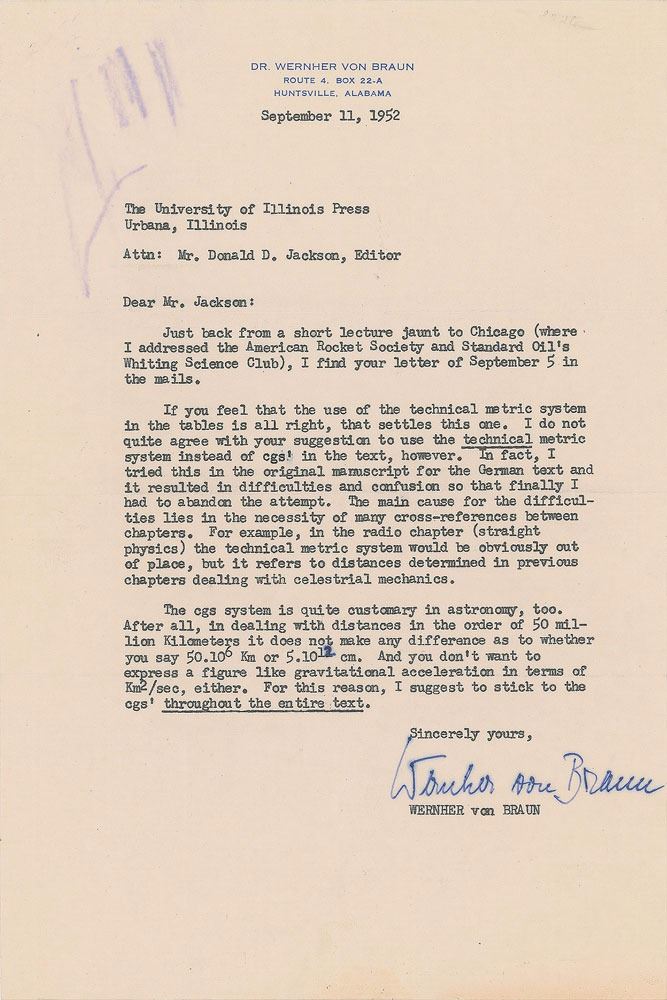 DR. WERNHER VON BRAUN
ROUTE 4, BOX 22-A
HUNTSVILLE, ALABAMA
September 11, 1952
The University of Illinois Press
Urbana, Illinois
Attn: Mr. Donald D. Jackson, Editor
Dear Mr. Jackson:
Just back from a short lecture jaunt to Chicago (where
I addressed the American Rocket Society and Standard Oil's
Whiting Science Club), I find your letter of September 5 in
the mails.
If you feel that the use of the technical metric system
in the tables is all right, that settles this one. I do not
quite agree with your suggestion to use the technical metric
system instead of cgs' in the text, however. In fact, I
tried this in the original manuscript for the German text and
it resulted in difficulties and confusion so that finally I
had to abandon the attempt. The main cause for the difficul-
ties lies in the necessity of many cross-references between
chapters. For example, in the radio chapter (straight
physics) the technical metric system would be obviously out
of place, but it refers to distances determined in previous
chapters dealing with celestrial mechanics.
The cgs system is quite customary in astronomy, too.
After all, in dealing with distances in the order of 50 mil-
lion Kilometers it does not make any difference as to whether
you say 50.10⁶ Km or 5.10¹² cm. And you don't want to
express a figure like gravitational acceleration in terms of
Km²/sec, either. For this reason, I suggest to stick to the
cgs' throughout the entire text.
Sincerely yours,
Wernher von Braun
WERNHER von BRAUN